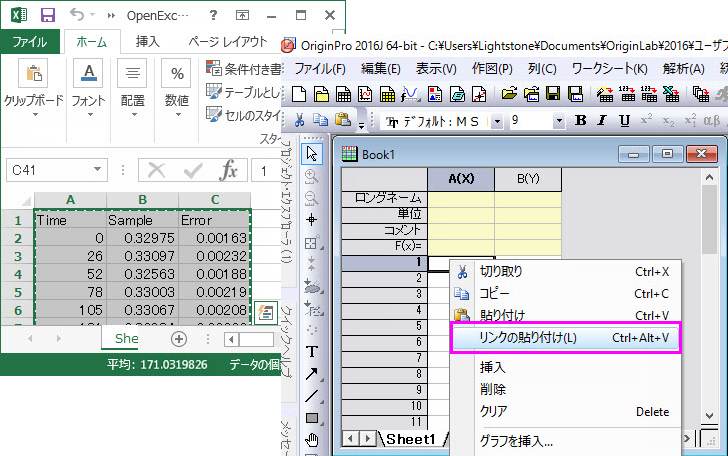 OpenExc...
ファイル ホーム 挿入 ページ レイアウト
クリップボード フォント 配置 数値
条件付き書
テーブルとし
セルのスタイ
スタ
C41 fx 1
A B C
1 Time Sample Error
2 0 0.32975 0.00163
3 26 0.33097 0.00232
4 52 0.32563 0.00188
5 78 0.33003 0.00219
6 105 0.33067 0.00208
She
平均: 171.0319826 データの個
OriginPro 2016J 64-bit - C:¥Users¥Lightstone¥Documents¥OriginLab¥2016¥ユーザフ
ファイル(F) 編集(E) 表示(V) 作図(P) 列(C) ワークシート(K) 解析(A) 統
デフォルト: M S 9 B I U
プロジェクト・エクスプローラ (1)
クイックヘルプ
メッセー
Book1
A(X) B(Y)
ロングネーム
単位
コメント
F(x)=
1
2
3
4
5
6
7
8
9
10
11
Sheet1
切り取り Ctrl+X
コピー Ctrl+C
貼り付け Ctrl+V
リンクの貼り付け(L) Ctrl+Alt+V
挿入
削除
クリア Delete
グラフを挿入...